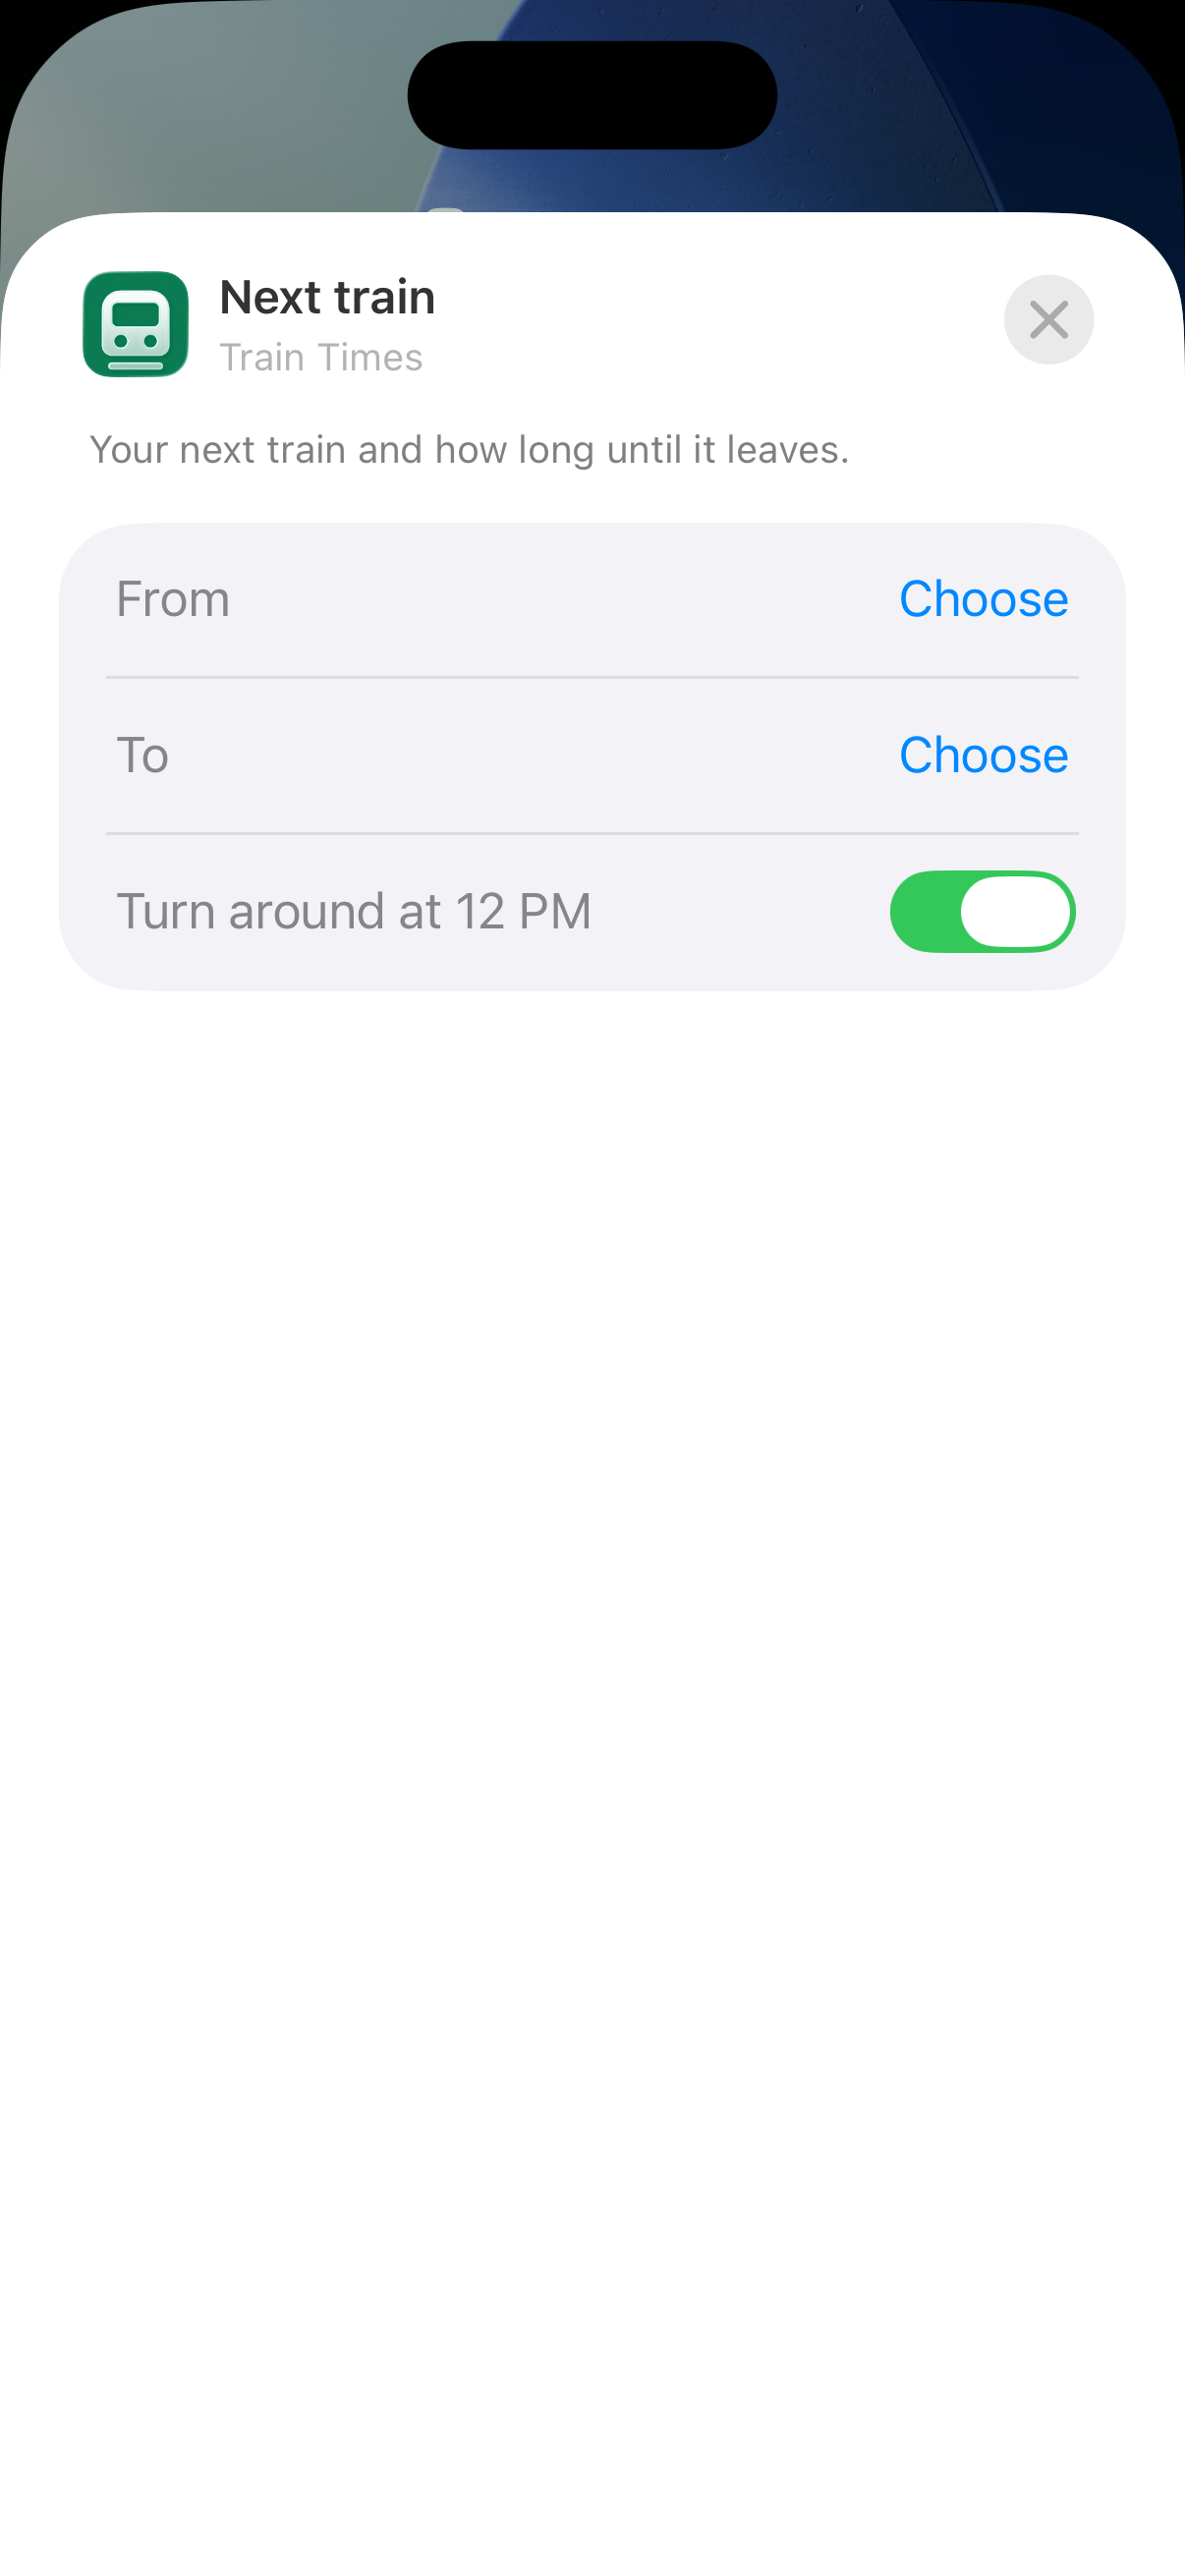 Next train
Train Times
Your next train and how long until it leaves.
From
Choose
To
Choose
Turn around at 12 PM